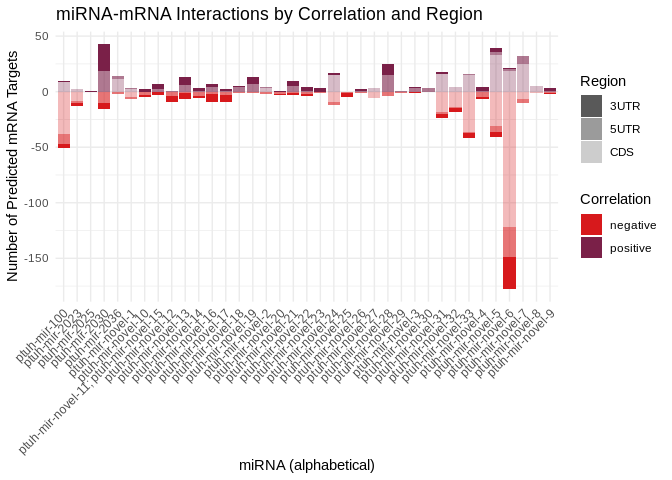 miRNA-mRNA Interactions by Correlation and Region
Number of Predicted mRNA Targets
50
0
-50
-100
-150
ptuh-mir-100
ptuh-mir-2023
ptuh-mir-2025
ptuh-mir-2030
ptuh-mir-2036
ptuh-mir-novel-1
ptuh-mir-novel-10
ptuh-mir-novel-11; ptuh-mir-novel-15
ptuh-mir-novel-12
ptuh-mir-novel-13
ptuh-mir-novel-14
ptuh-mir-novel-16
ptuh-mir-novel-17
ptuh-mir-novel-18
ptuh-mir-novel-19
ptuh-mir-novel-2
ptuh-mir-novel-20
ptuh-mir-novel-21
ptuh-mir-novel-22
ptuh-mir-novel-23
ptuh-mir-novel-24
ptuh-mir-novel-25
ptuh-mir-novel-26
ptuh-mir-novel-27
ptuh-mir-novel-28
ptuh-mir-novel-29
ptuh-mir-novel-3
ptuh-mir-novel-30
ptuh-mir-novel-31
ptuh-mir-novel-32
ptuh-mir-novel-33
ptuh-mir-novel-4
ptuh-mir-novel-5
ptuh-mir-novel-6
ptuh-mir-novel-7
ptuh-mir-novel-8
ptuh-mir-novel-9
miRNA (alphabetical)
Region
3UTR
5UTR
CDS
Correlation
negative
positive